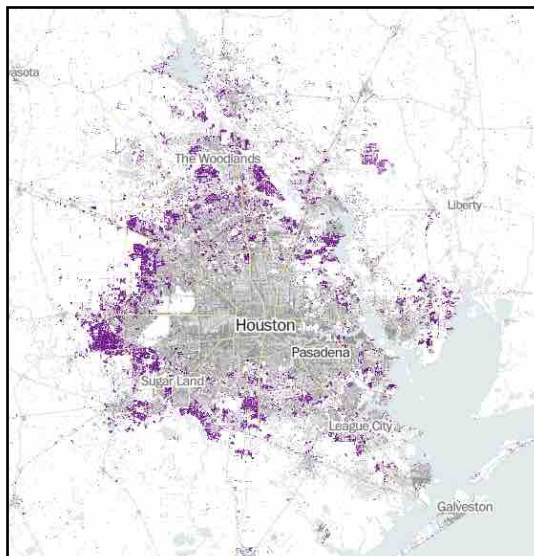 asota
The Woodlands
Liberty
Houston
Pasadena
Sugar Land
League City
Galveston